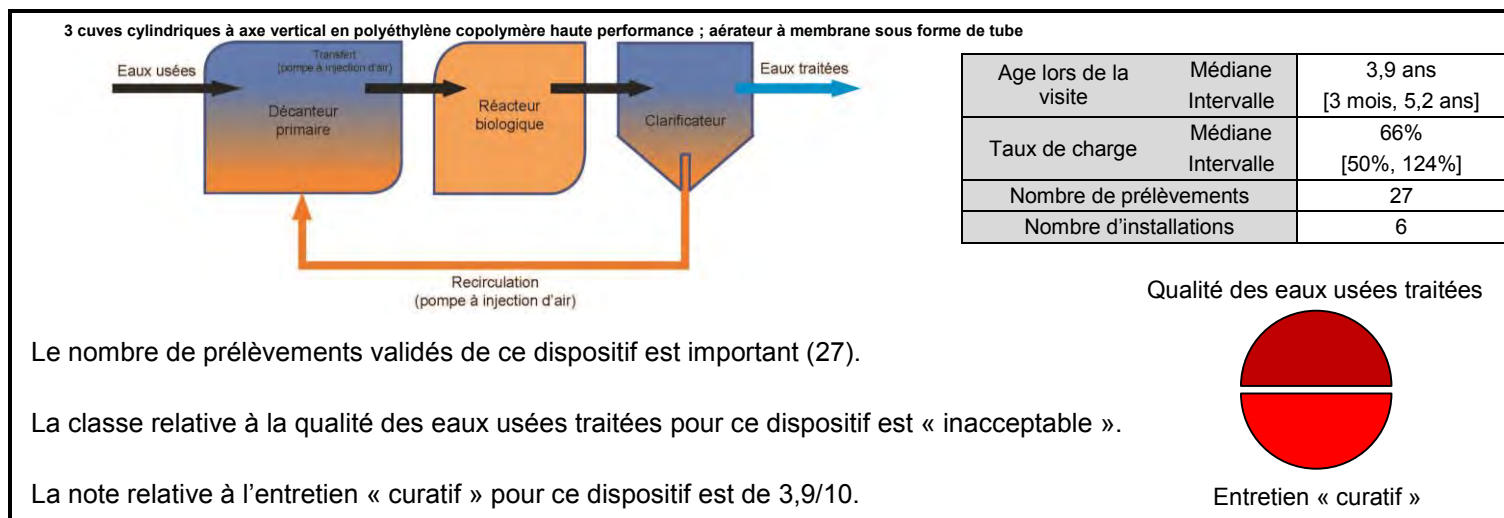 3 cuves cylindriques à axe vertical en polyéthylène copolymère haute performance ; aérateur à membrane sous forme de tube
Eaux usées
Transfert
(pompe à injection d'air)
Décanteur
primaire
Réacteur
biologique
Clarificateur
Eaux traitées
Recirculation
(pompe à injection d'air)
Age lors de la visite Médiane 3,9 ans
Intervalle [3 mois, 5,2 ans]
Taux de charge Médiane 66%
Intervalle [50%, 124%]
Nombre de prélèvements 27
Nombre d'installations 6
Qualité des eaux usées traitées
Le nombre de prélèvements validés de ce dispositif est important (27).
La classe relative à la qualité des eaux usées traitées pour ce dispositif est « inacceptable ».
La note relative à l'entretien « curatif » pour ce dispositif est de 3,9/10.
Entretien « curatif »